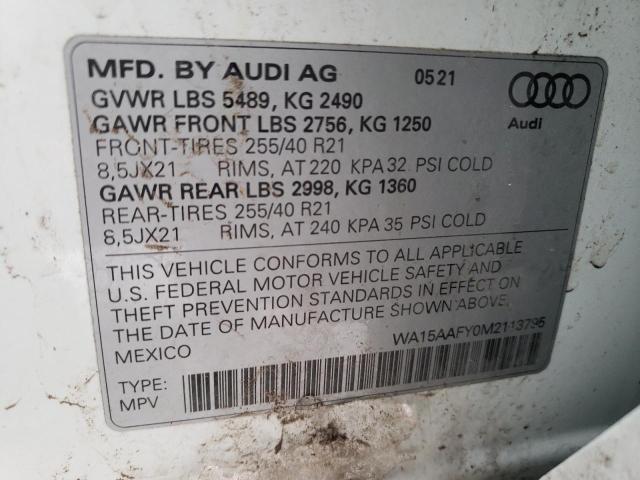 MFD. BY AUDI AG 0521
GVWR LBS 5489, KG 2490
GAWR FRONT LBS 2756, KG 1250
Audi
FRONT-TIRES 255/40 R21
8,5JX21 RIMS, AT 220 KPA 32 PSI COLD
GAWR REAR LBS 2998, KG 1360
REAR-TIRES 255/40 R21
8,5JX21 RIMS, AT 240 KPA 35 PSI COLD
THIS VEHICLE CONFORMS TO ALL APPLICABLE
U.S. FEDERAL MOTOR VEHICLE SAFETY AND
THEFT PREVENTION STANDARDS IN EFFECT ON
THE DATE OF MANUFACTURE SHOWN ABOVE.
MEXICO WA15AAFY0M2113795
TYPE:
MPV